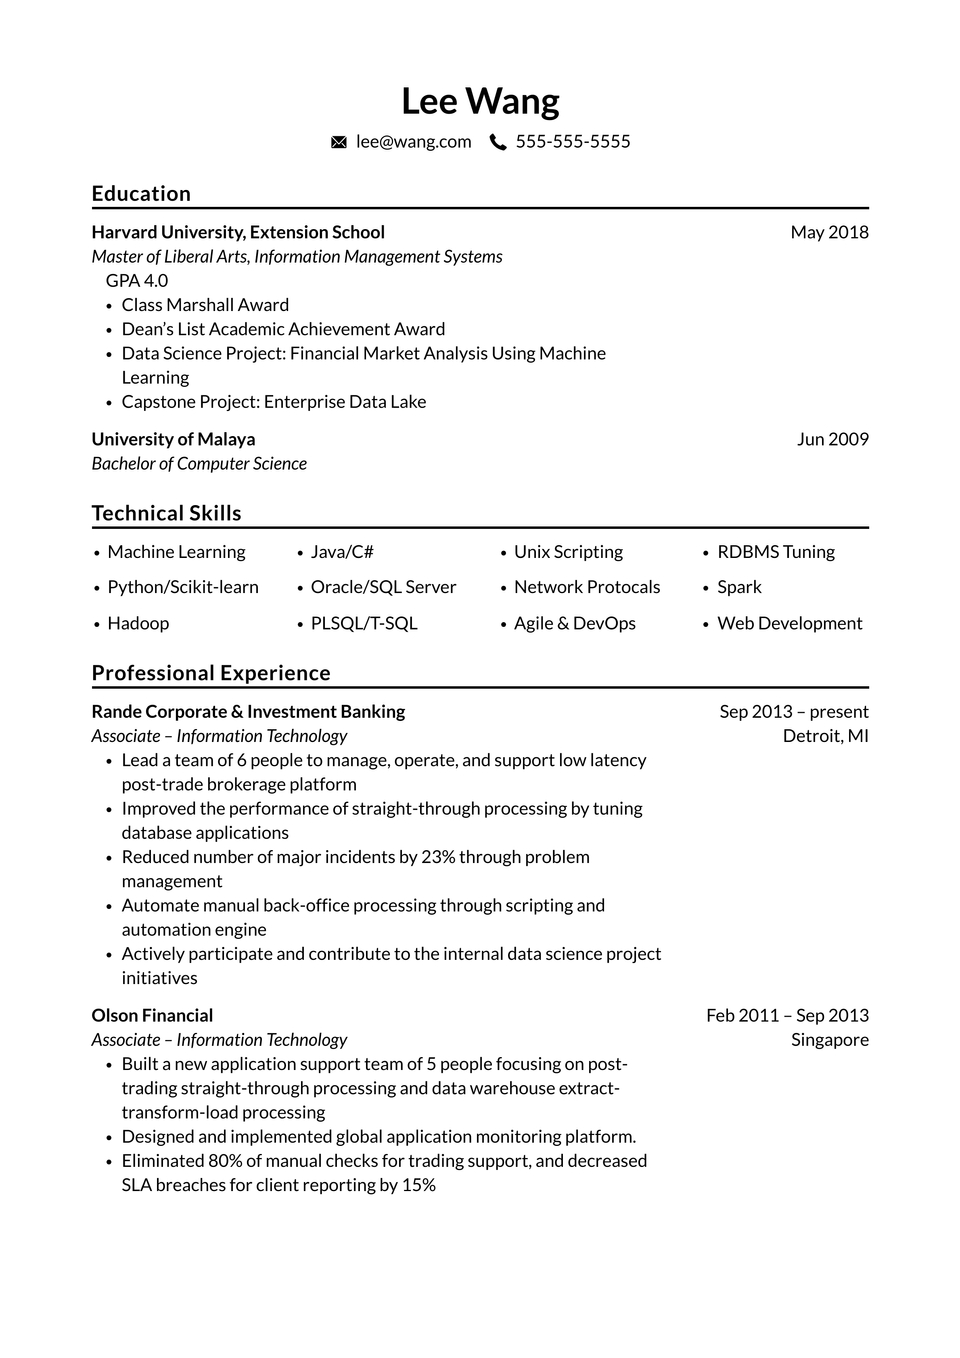 Lee Wang
lee@wang.com 555-555-5555
Education
Harvard University, Extension School May 2018
Master of Liberal Arts, Information Management Systems
GPA 4.0
• Class Marshall Award
• Dean’s List Academic Achievement Award
• Data Science Project: Financial Market Analysis Using Machine
Learning
• Capstone Project: Enterprise Data Lake
University of Malaya Jun 2009
Bachelor of Computer Science
Technical Skills
• Machine Learning • Java/C# • Unix Scripting • RDBMS Tuning
• Python/Scikit-learn • Oracle/SQL Server • Network Protocals • Spark
• Hadoop • PLSQL/T-SQL • Agile & DevOps • Web Development
Professional Experience
Rande Corporate & Investment Banking Sep 2013 – present
Associate – Information Technology Detroit, MI
• Lead a team of 6 people to manage, operate, and support low latency
post-trade brokerage platform
• Improved the performance of straight-through processing by tuning
database applications
• Reduced number of major incidents by 23% through problem
management
• Automate manual back-office processing through scripting and
automation engine
• Actively participate and contribute to the internal data science project
initiatives
Olson Financial Feb 2011 – Sep 2013
Associate – Information Technology Singapore
• Built a new application support team of 5 people focusing on post-
trading straight-through processing and data warehouse extract-
transform-load processing
• Designed and implemented global application monitoring platform.
• Eliminated 80% of manual checks for trading support, and decreased
SLA breaches for client reporting by 15%